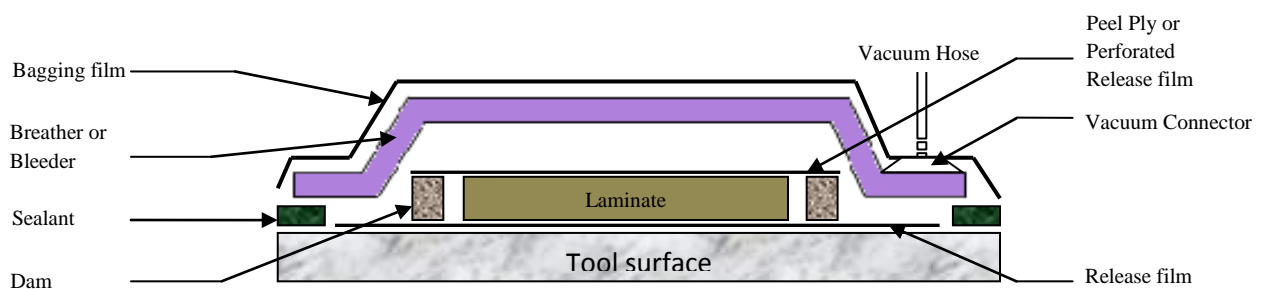 Peel Ply or
Perforated
Release film
Vacuum Hose
Bagging film
Vacuum Connector
Breather or
Bleeder
Laminate
Sealant
Tool surface
Dam
Release film